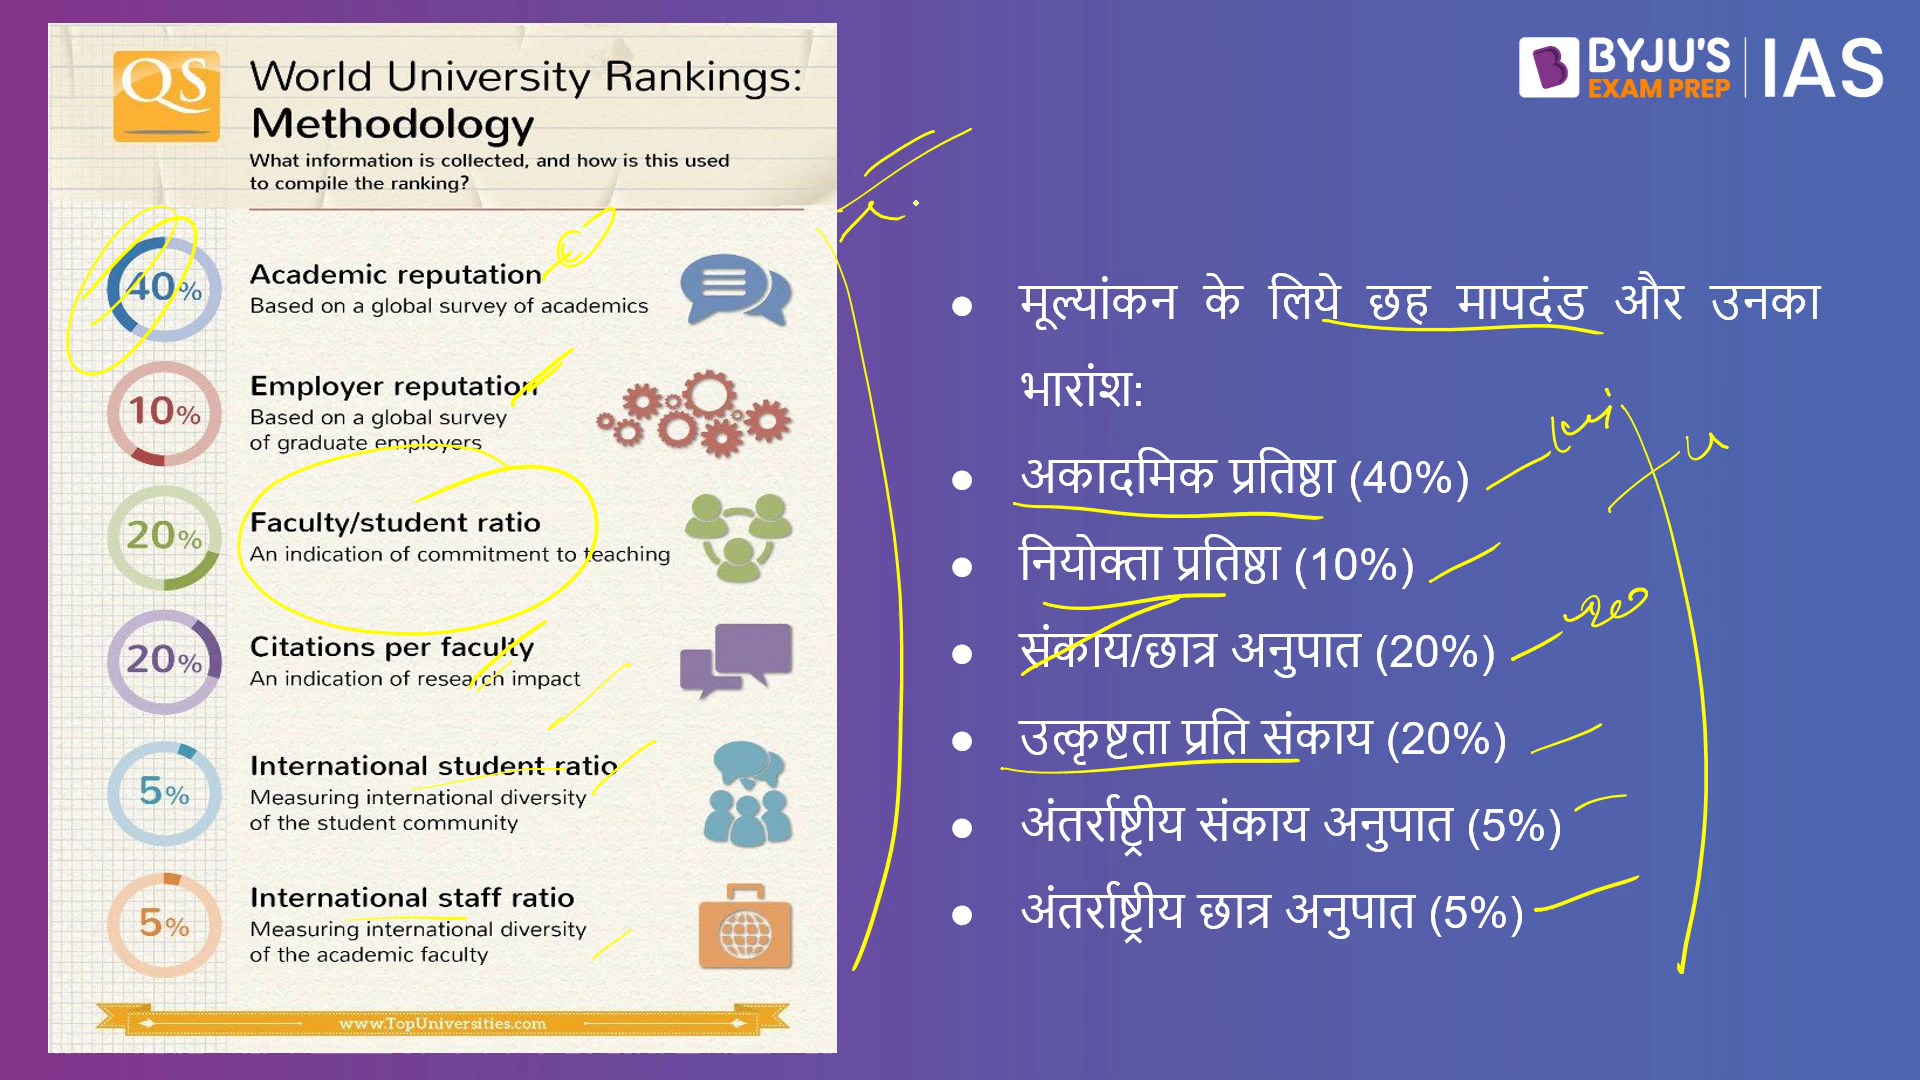 QS
World University Rankings:
Methodology
What information is collected, and how is this used
to compile the ranking?
40%
Academic reputation
Based on a global survey of academics
10%
Employer reputation
Based on a global survey
of graduate employers
20%
Faculty/student ratio
An indication of commitment to teaching
20%
Citations per faculty
An indication of research impact
5%
International student ratio
Measuring international diversity
of the student community
5%
International staff ratio
Measuring international diversity
of the academic faculty
www.TopUniversities.com
BYJU'S
EXAM PREP
IAS
● मूल्यांकन के लिये छह मापदंड और उनका
भारांश:
● अकादमिक प्रतिष्ठा (40%)
● नियोक्ता प्रतिष्ठा (10%)
● संकाय/छात्र अनुपात (20%)
● उत्कृष्टता प्रति संकाय (20%)
● अंतर्राष्ट्रीय संकाय अनुपात (5%)
● अंतर्राष्ट्रीय छात्र अनुपात (5%)